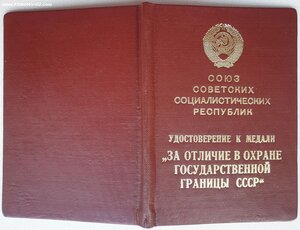 СОЮЗ
СОВЕТСКИХ
СОЦИАЛИСТИЧЕСКИХ
РЕСПУБЛИК
УДОСТОВЕРЕНИЕ К МЕДАЛИ
„ЗА ОТЛИЧИЕ В ОХРАНЕ
ГОСУДАРСТВЕННОЙ
ГРАНИЦЫ СССР“